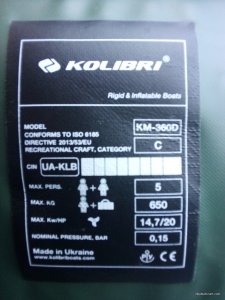 KOLIBRI
Rigid & Inflatable Boats
MODEL KM-360D
CONFORMS TO ISO 6185
DIRECTIVE 2013/53/EU
RECREATIONAL CRAFT, CATEGORY C
CIN UA-KLB
MAX. PERS. 5
MAX. KG 650
MAX. Kw/HP 14,7/20
NOMINAL PRESSURE, BAR 0,15
Made in Ukraine
www.kolibriboats.com